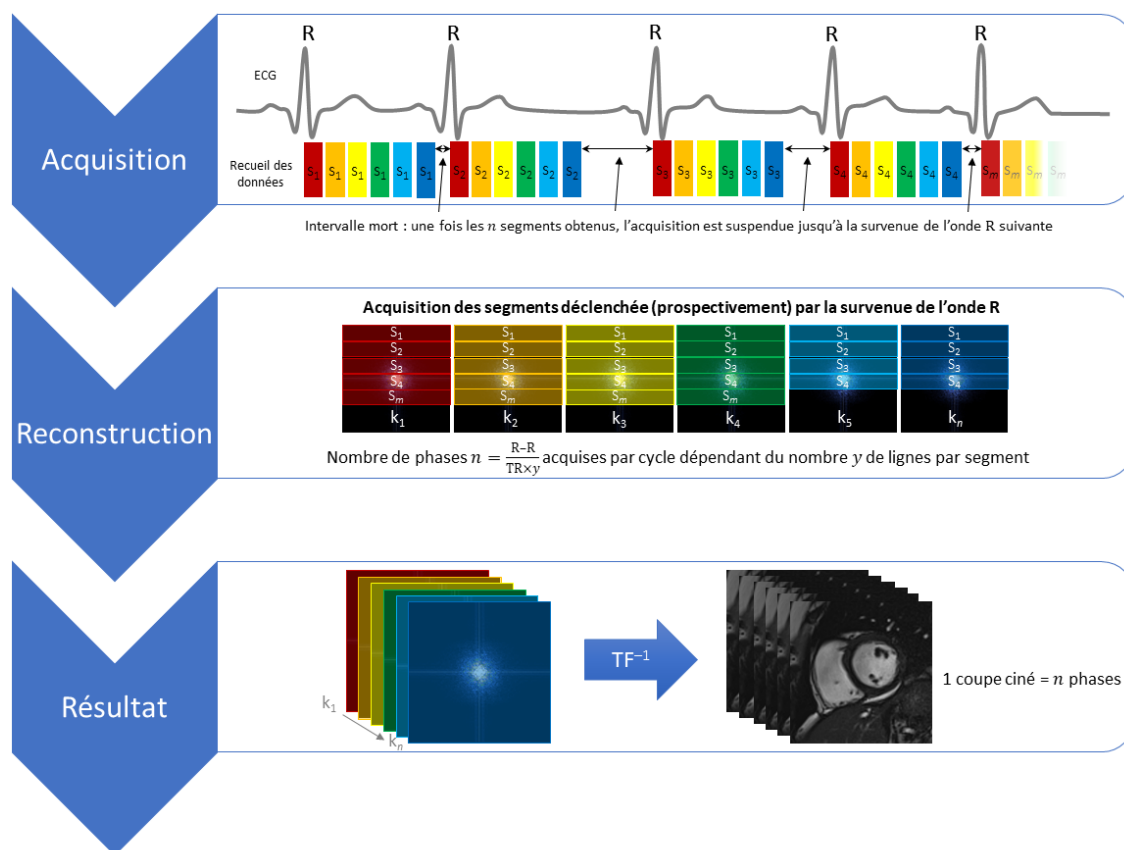 R R R R R
ECG
Acquisition
Recueil des
données
S1 S1 S1 S1 S1 S1 S2 S2 S2 S2 S2 S2 S3 S3 S3 S3 S3 S3 S4 S4 S4 S4 S4 S4 Sm Sm Sm Sm
Intervalle mort : une fois les n segments obtenus, l'acquisition est suspendue jusqu'à la survenue de l'onde R suivante
Reconstruction
Acquisition des segments déclenchée (prospectivement) par la survenue de l'onde R
S1 S1 S1 S1 S1 S1
S2 S2 S2 S2 S2 S2
S3 S3 S3 S3 S3 S3
S4 S4 S4 S4 S4 S4
Sm Sm Sm Sm
k1 k2 k3 k4 k5 kn
Nombre de phases n = R–R / TR×y acquises par cycle dépendant du nombre y de lignes par segment
Résultat
TF–1
1 coupe ciné = n phases
k1
kn